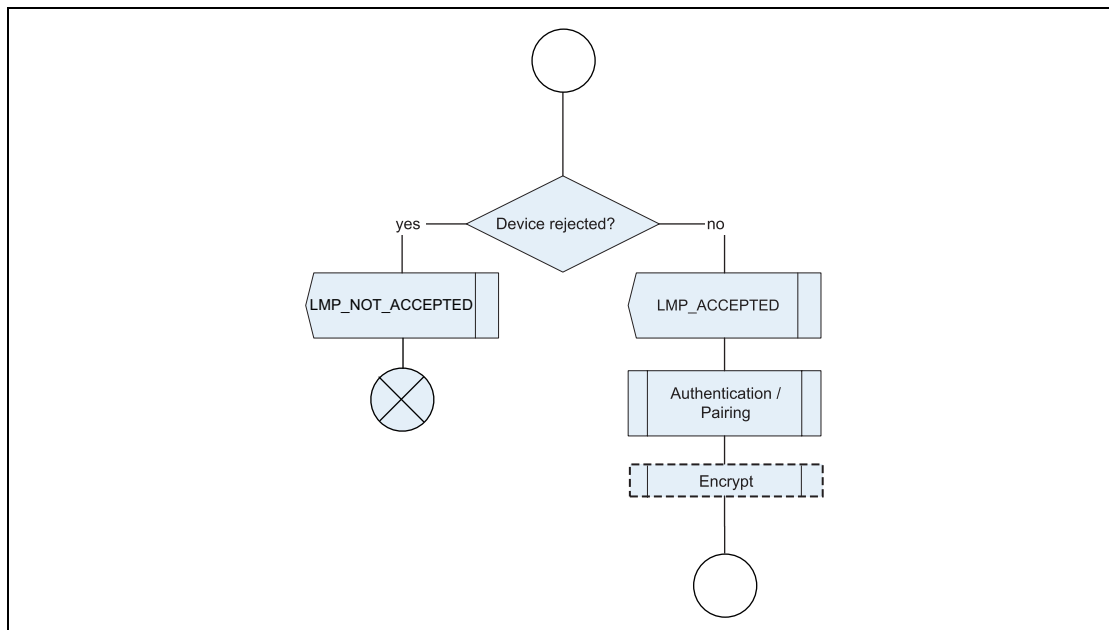 Device rejected?
yes
no
LMP_NOT_ACCEPTED
LMP_ACCEPTED
Authentication /
Pairing
Encrypt